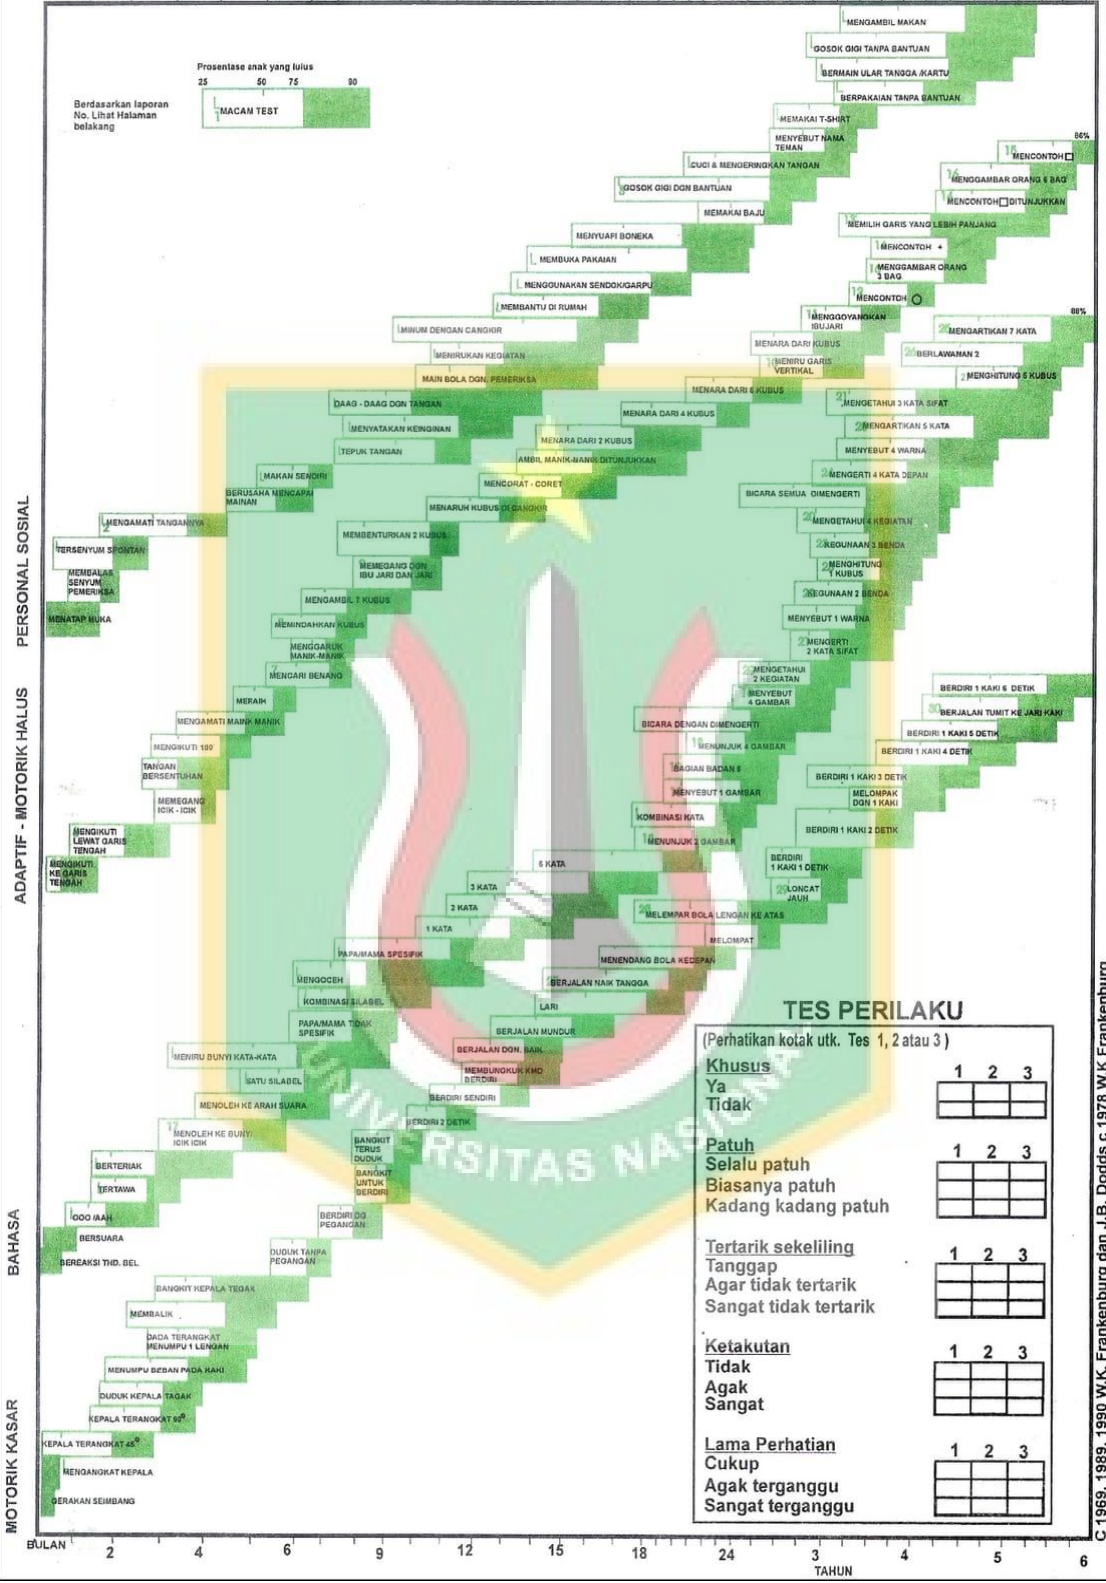 Prosentase anak yang lulus
25 50 75 90
MACAN TEST
Berdasarkan laporan
No. Lihat Halaman
belakang
PERSONAL SOSIAL
MENGAMBIL MAKAN
GOSOK GIGI TANPA BANTUAN
BERMAIN ULAR TANGGA /KARTU
BERPAKAIAN TANPA BANTUAN
MEMAKAI T-SHIRT
MENYEBUT NAMA
TEMAN
CUCI & MENGERINGKAN TANGAN
GOSOK GIGI DGN BANTUAN
MEMAKAI BAJU
MENYUAPI BONEKA
MEMBUKA PAKAIAN
MENGGUNAKAN SENDOK/GARPU
MEMBANTU DI RUMAH
MINUM DENGAN CANGKIR
MENIRUKAN KEGIATAN
MAIN BOLA DGN. PEMERIKSA
DAAG - DAAG DGN TANGAN
MENYATAKAN KEINGINAN
TEPUK TANGAN
MAKAN SENDIRI
BERUSAHA MENCAPAI
MAINAN
MENGAMATI TANGANNYA
TERSENYUM SPONTAN
MEMBALAS
SENYUM
PEMERIKSA
MENATAP MUKA
ADAPTIF - MOTORIK HALUS
86%
15 MENCONTOH □
16 MENGGAMBAR ORANG 6 BAG
14 MENCONTOH □ DITUNJUKKAN
MEMILIH GARIS YANG LEBIH PANJANG
MENCONTOH +
MENGGAMBAR ORANG
3 BAG
12 MENCONTOH ○
11 MENGGOYANGKAN
IBUJARI
MENARA DARI KUBUS
MENIRU GARIS
VERTIKAL
MENARA DARI 6 KUBUS
MENARA DARI 4 KUBUS
MENARA DARI 2 KUBUS
AMBIL MANIK-MANIK DITUNJUKKAN
MENCORAT - CORET
MENARUH KUBUS DI CANGKIR
MEMBENTURKAN 2 KUBUS
MEMEGANG DGN
IBU JARI DAN JARI
MENGAMBIL 7 KUBUS
MEMINDAHKAN KUBUS
MENGGARUK
MANIK-MANIK
MENCARI BENANG
MERAIH
MENGAMATI MAINK MANIK
MENGIKUTI 180
TANGAN
BERSENTUHAN
MEMEGANG
ICIK - ICIK
MENGIKUTI
LEWAT GARIS
TENGAH
MENGIKUTI
KE GARIS
TENGAH
BAHASA
88%
25 MENGARTIKAN 7 KATA
BERLAWANAN 2
MENGHITUNG 5 KUBUS
MENGETAHUI 3 KATA SIFAT
MENGARTIKAN 5 KATA
MENYEBUT 4 WARNA
MENGERTI 4 KATA DEPAN
BICARA SEMUA DIMENGERTI
20 MENGETAHUI 4 KEGIATAN
KEGUNAAN 3 BENDA
MENGHITUNG
1 KUBUS
KEGUNAAN 2 BENDA
MENYEBUT 1 WARNA
MENGERTI
2 KATA SIFAT
MENGETAHUI
2 KEGIATAN
MENYEBUT
4 GAMBAR
BICARA DENGAN DIMENGERTI
18 MENUNJUK 4 GAMBAR
BAGIAN BADAN 6
MENYEBUT 1 GAMBAR
KOMBINASI KATA
MENUNJUK 2 GAMBAR
6 KATA
3 KATA
2 KATA
1 KATA
PAPA/MAMA SPESIFIK
MENGOCEH
KOMBINASI SILABEL
PAPA/MAMA TIDAK
SPESIFIK
MENIRU BUNYI KATA-KATA
SATU SILABEL
MENOLEH KE ARAH SUARA
17 MENOLEH KE BUNYI
ICIK ICIK
BERTERIAK
TERTAWA
OOO /AAH
BERSUARA
BEREAKSI THD. BEL
MOTORIK KASAR
BERDIRI 1 KAKI 6 DETIK
30 BERJALAN TUMIT KE JARI KAKI
BERDIRI 1 KAKI 5 DETIK
BERDIRI 1 KAKI 4 DETIK
BERDIRI 1 KAKI 3 DETIK
MELOMPAT
DGN 1 KAKI
BERDIRI 1 KAKI 2 DETIK
BERDIRI
1 KAKI 1 DETIK
29 LONCAT
JAUH
28 MELEMPAR BOLA LENGAN KE ATAS
MELOMPAT
MENENDANG BOLA KEDEPAN
BERJALAN NAIK TANGGA
LARI
BERJALAN MUNDUR
BERJALAN DGN. BAIK
MEMBUNGKUK KMD
BERDIRI
BERDIRI SENDIRI
BERDIRI 2 DETIK
BANGKIT
TERUS
DUDUK
BANGKIT
UNTUK
BERDIRI
BERDIRI DG
PEGANGAN
DUDUK TANPA
PEGANGAN
BANGKIT KEPALA TEGAK
MEMBALIK
DADA TERANGKAT
MENUMPU 1 LENGAN
MENUMPU BEBAN PADA KAKI
DUDUK KEPALA TAGAK
KEPALA TERANGKAT 90°
KEPALA TERANGKAT 45°
MENGANGKAT KEPALA
GERAKAN SEIMBANG
UNIVERSITAS NASIONAL
TES PERILAKU
(Perhatikan kotak utk. Tes 1, 2 atau 3 )
Khusus 1 2 3
Ya
Tidak
Patuh 1 2 3
Selalu patuh
Biasanya patuh
Kadang kadang patuh
Tertarik sekeliling 1 2 3
Tanggap
Agar tidak tertarik
Sangat tidak tertarik
Ketakutan 1 2 3
Tidak
Agak
Sangat
Lama Perhatian 1 2 3
Cukup
Agak terganggu
Sangat terganggu
C 1969, 1989, 1990 W.K. Frankenburg dan J.B. Dodds c 1978 W.K Frankenburg
BULAN 2 4 6 9 12 15 18 24 3 4 5 6
TAHUN